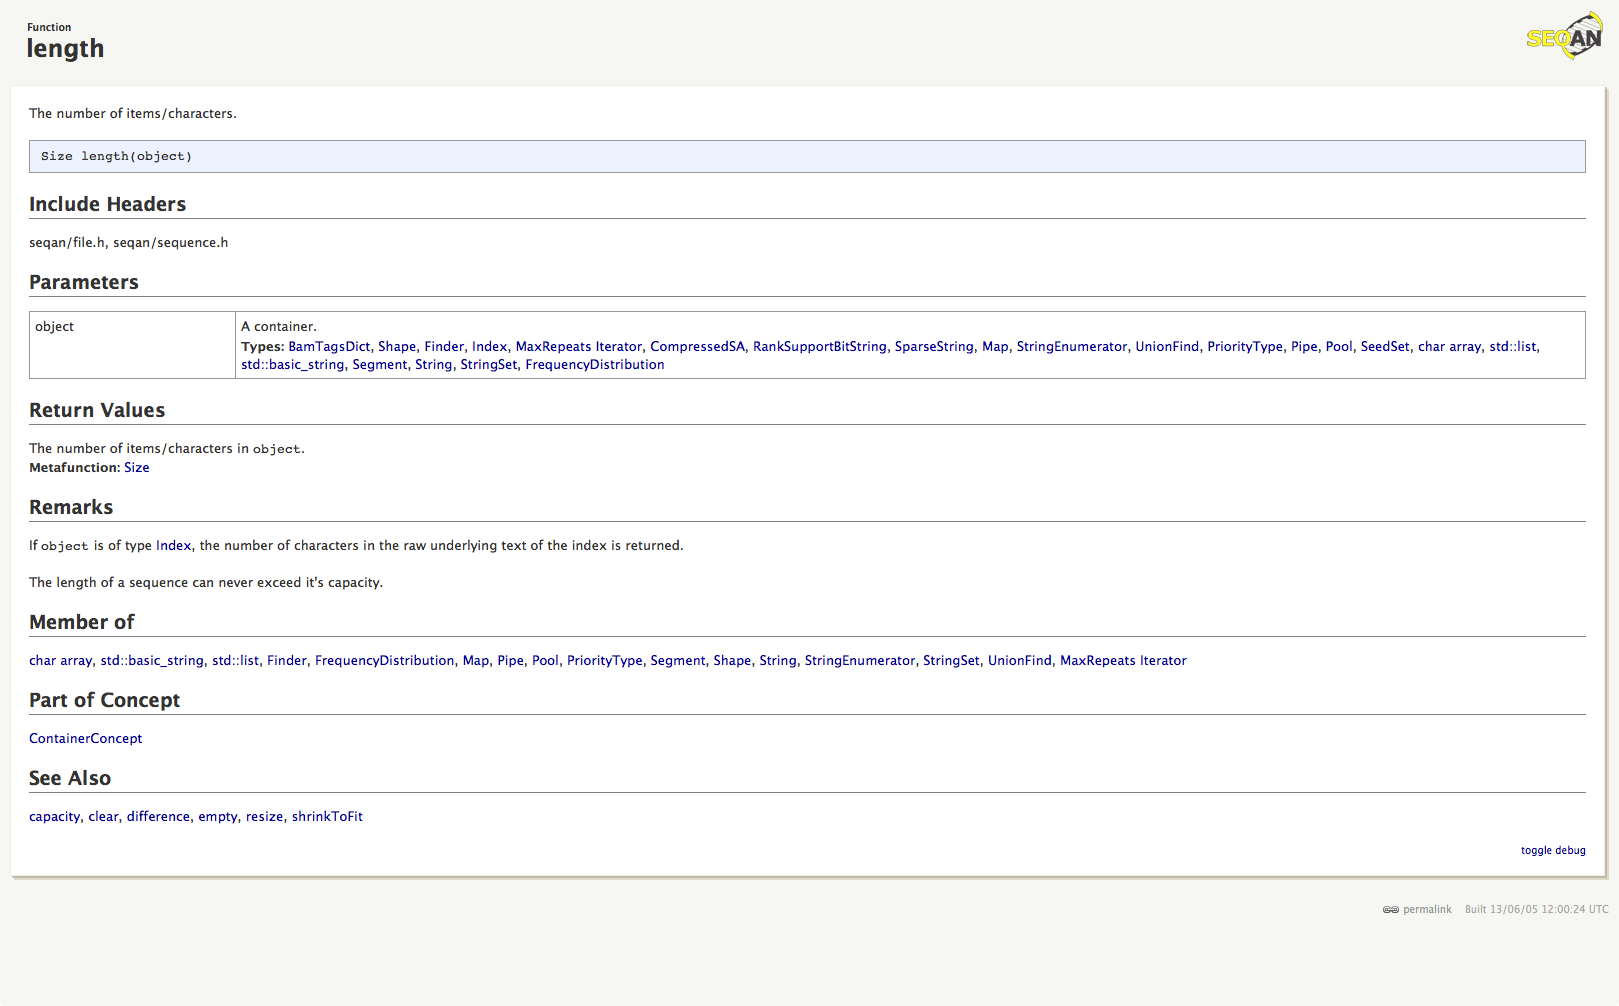 Function
length
SEQAN
The number of items/characters.
Size length(object)
Include Headers
seqan/file.h, seqan/sequence.h
Parameters
object
A container.
Types: BamTagsDict, Shape, Finder, Index, MaxRepeats Iterator, CompressedSA, RankSupportBitString, SparseString, Map, StringEnumerator, UnionFind, PriorityType, Pipe, Pool, SeedSet, char array, std::list,
std::basic_string, Segment, String, StringSet, FrequencyDistribution
Return Values
The number of items/characters in object.
Metafunction: Size
Remarks
If object is of type Index, the number of characters in the raw underlying text of the index is returned.
The length of a sequence can never exceed it's capacity.
Member of
char array, std::basic_string, std::list, Finder, FrequencyDistribution, Map, Pipe, Pool, PriorityType, Segment, Shape, String, StringEnumerator, StringSet, UnionFind, MaxRepeats Iterator
Part of Concept
ContainerConcept
See Also
capacity, clear, difference, empty, resize, shrinkToFit
toggle debug
permalink Built 13/06/05 12:00:24 UTC